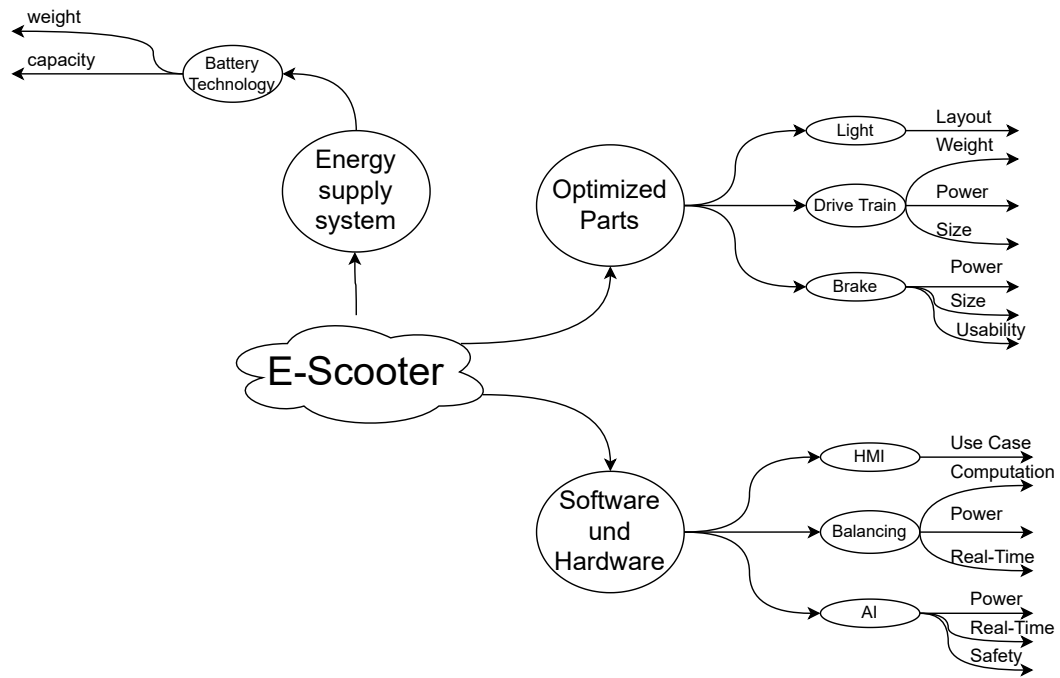 weight
capacity
Battery
Technology
Energy
supply
system
Optimized
Parts
Light
Layout
Weight
Drive Train
Power
Size
Brake
Power
Size
Usability
E-Scooter
Software
und
Hardware
HMI
Use Case
Computation
Balancing
Power
Real-Time
AI
Power
Real-Time
Safety